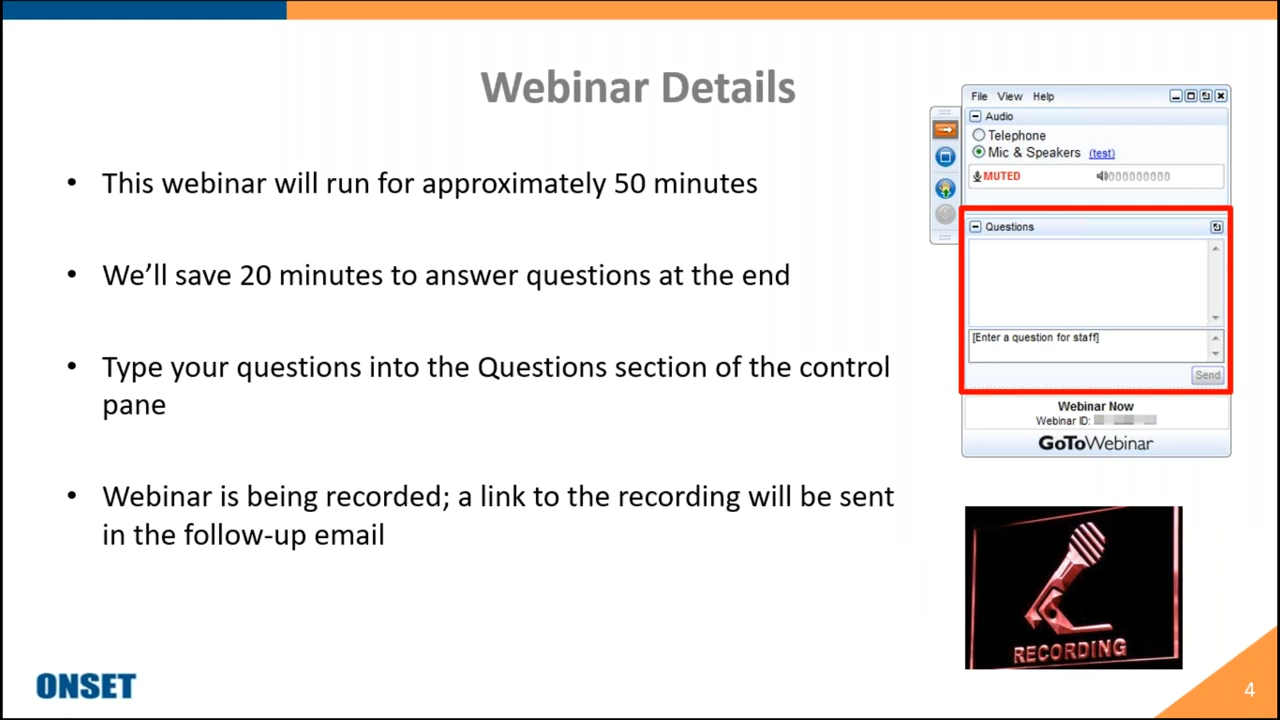 Webinar Details
• This webinar will run for approximately 50 minutes
• We’ll save 20 minutes to answer questions at the end
• Type your questions into the Questions section of the control
pane
• Webinar is being recorded; a link to the recording will be sent
in the follow-up email
File View Help
Audio
Telephone
Mic & Speakers (test)
MUTED
Questions
[Enter a question for staff]
Send
Webinar Now
Webinar ID:
GoToWebinar
RECORDING
ONSET
4